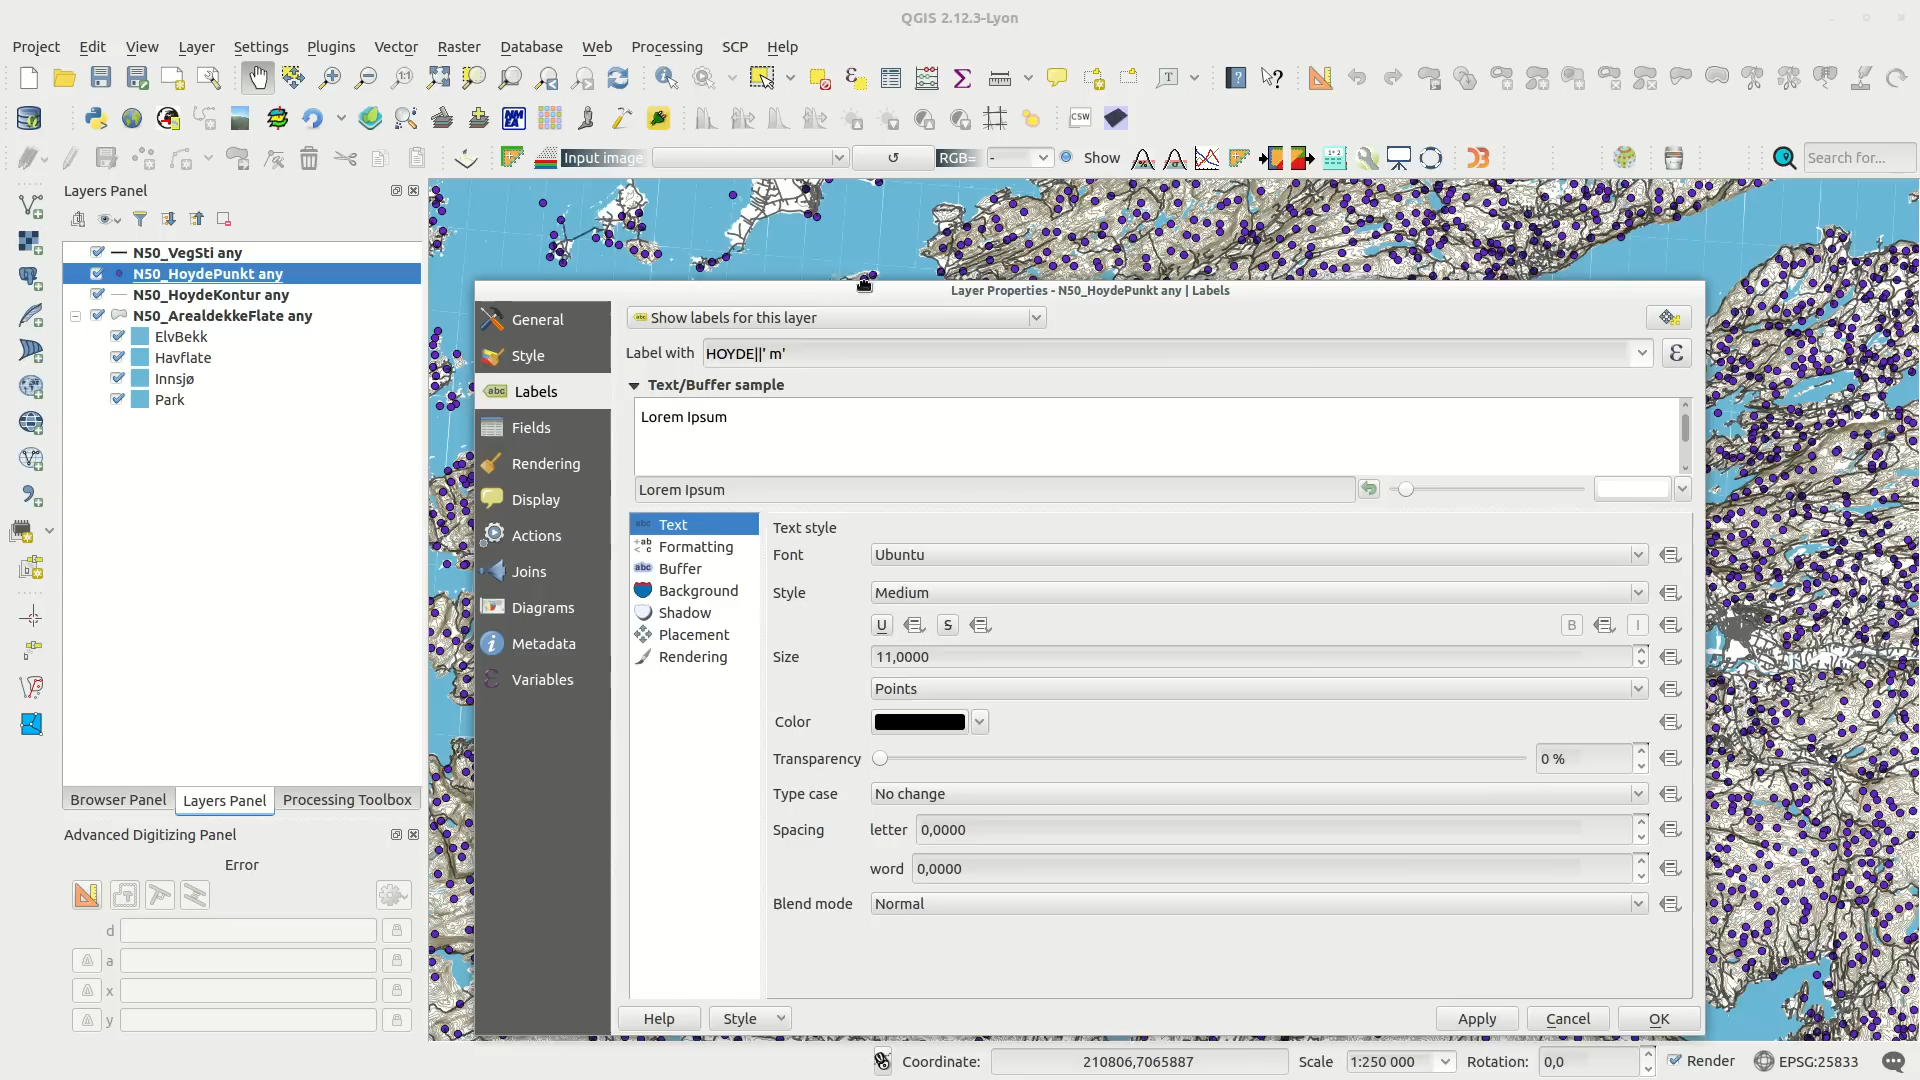 QGIS 2.12.3-Lyon
Project Edit View Layer Settings Plugins Vector Raster Database Web Processing SCP Help
CSW
Input image RGB= - Show Search for...
Layers Panel
N50_VegSti any
N50_HoydePunkt any
N50_HoydeKontur any
N50_ArealdekkeFlate any
ElvBekk
Havflate
Innsjø
Park
Browser Panel Layers Panel Processing Toolbox
Advanced Digitizing Panel
Error
d
a
x
y
Layer Properties - N50_HoydePunkt any | Labels
General
Style
Labels
Fields
Rendering
Display
Actions
Joins
Diagrams
Metadata
Variables
Show labels for this layer
Label with HOYDE||' m'
Text/Buffer sample
Lorem Ipsum
Lorem Ipsum
Text
Formatting
Buffer
Background
Shadow
Placement
Rendering
Text style
Font Ubuntu
Style Medium
U S B I
Size 11,0000
Points
Color
Transparency 0 %
Type case No change
Spacing letter 0,0000
word 0,0000
Blend mode Normal
Help Style Apply Cancel OK
Coordinate: 210806,7065887 Scale 1:250 000 Rotation: 0,0 Render EPSG:25833